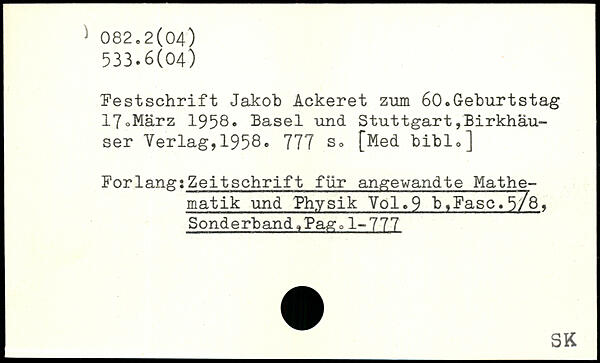 082.2(04)
533.6(04)
Festschrift Jakob Ackeret zum 60.Geburtstag
17.März 1958. Basel und Stuttgart,Birkhäu-
ser Verlag,1958. 777 s. [Med bibl.]
Forlang:Zeitschrift für angewandte Mathe-
matik und Physik Vol.9 b,Fasc.5/8,
Sonderband,Pag.1-777
SK